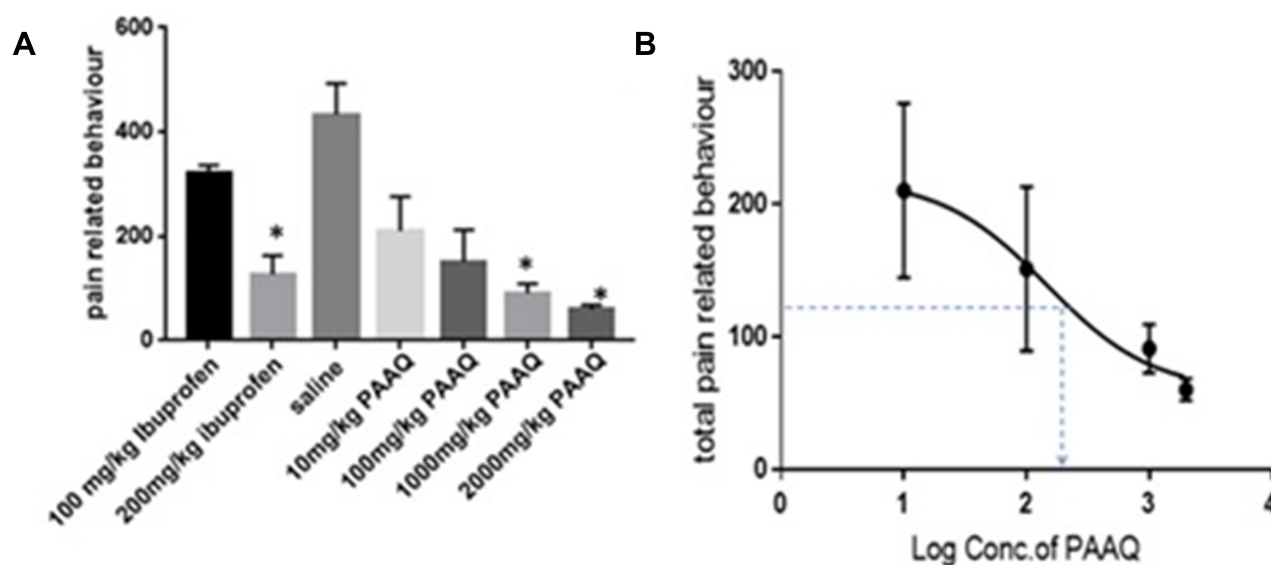 A
pain related behaviour
600
400
200
0
100 mg/kg Ibuprofen
200mg/kg ibuprofen
saline
10mg/kg PAAQ
100mg/kg PAAQ
1000mg/kg PAAQ
2000mg/kg PAAQ
*
*
*
B
total pain related behaviour
300
200
100
0
0 1 2 3 4
Log Conc.of PAAQ